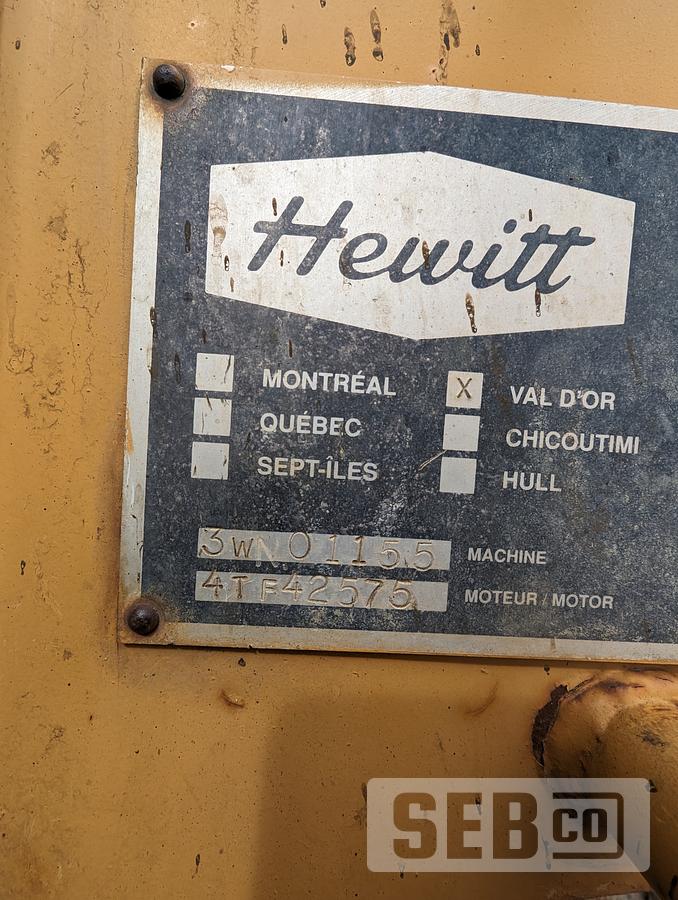 Hewitt
MONTRÉAL X VAL D'OR
QUÉBEC CHICOUTIMI
SEPT-ÎLES HULL
3WN01155 MACHINE
4TF42575 MOTEUR / MOTOR
SEBCO